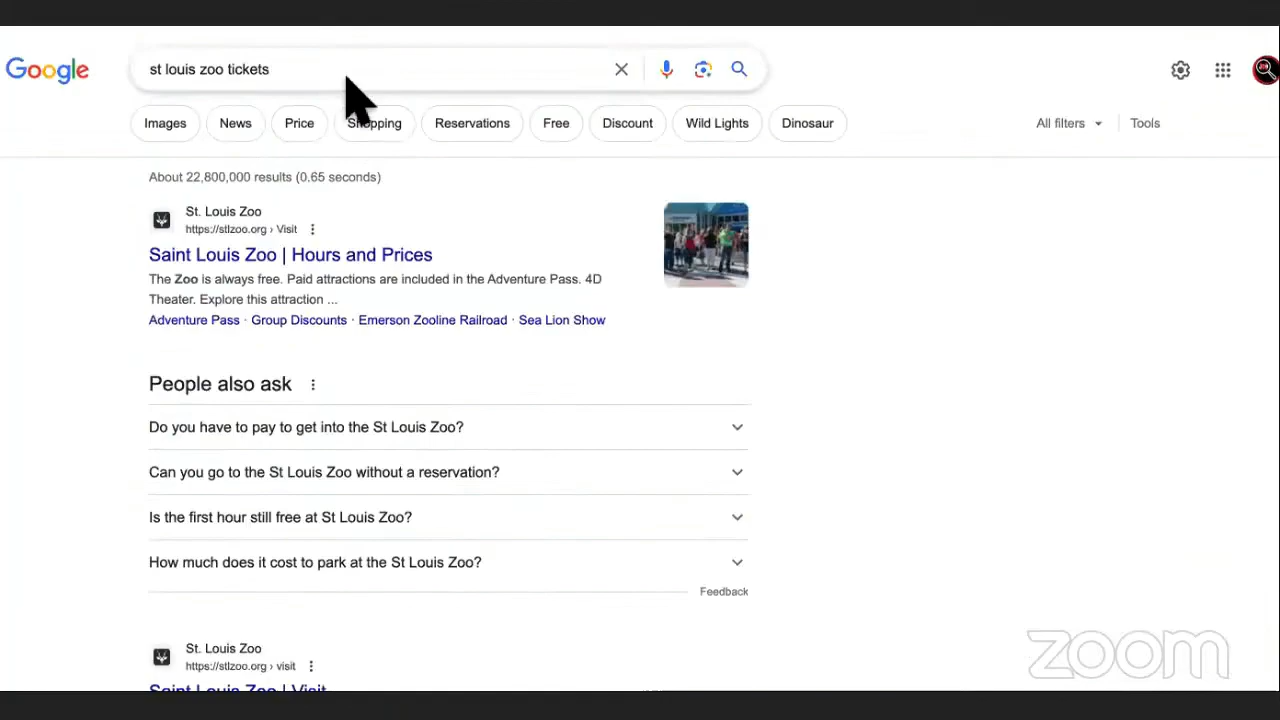 Google
st louis zoo tickets
Images
News
Price
Shopping
Reservations
Free
Discount
Wild Lights
Dinosaur
All filters
Tools
About 22,800,000 results (0.65 seconds)
St. Louis Zoo
https://stlzoo.org › Visit
Saint Louis Zoo | Hours and Prices
The Zoo is always free. Paid attractions are included in the Adventure Pass. 4D
Theater. Explore this attraction ...
Adventure Pass · Group Discounts · Emerson Zooline Railroad · Sea Lion Show
People also ask
Do you have to pay to get into the St Louis Zoo?
Can you go to the St Louis Zoo without a reservation?
Is the first hour still free at St Louis Zoo?
How much does it cost to park at the St Louis Zoo?
Feedback
St. Louis Zoo
https://stlzoo.org › visit
Saint Louis Zoo | Visit
zoom